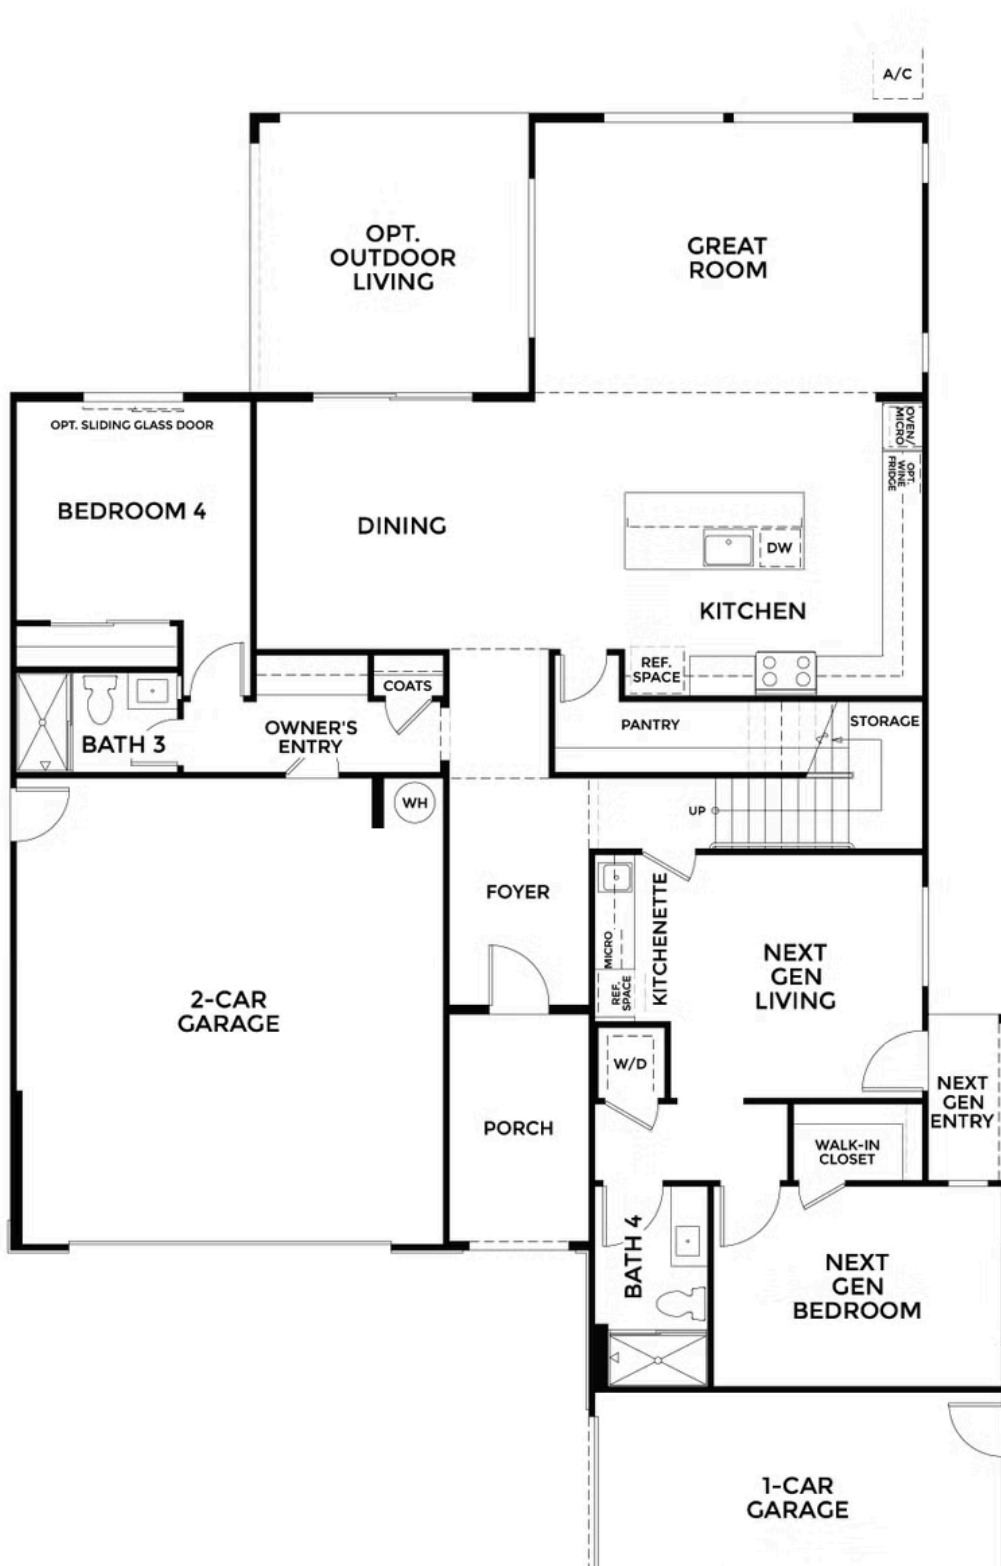 A/C
OPT.
OUTDOOR
LIVING
GREAT
ROOM
OPT. SLIDING GLASS DOOR
BEDROOM 4
DINING
OVEN/
MICRO
OPT.
WINE
FRIDGE
DW
KITCHEN
REF.
SPACE
COATS
BATH 3
OWNER'S
ENTRY
PANTRY
STORAGE
UP
WH
FOYER
KITCHENETTE
MICRO
REF.
SPACE
NEXT
GEN
LIVING
2-CAR
GARAGE
W/D
NEXT
GEN
ENTRY
PORCH
WALK-IN
CLOSET
BATH 4
NEXT
GEN
BEDROOM
1-CAR
GARAGE